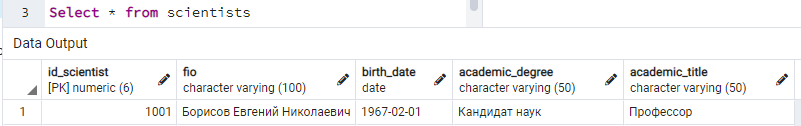 3 Select * from scientists
Data Output
id_scientist fio birth_date academic_degree academic_title
[PK] numeric (6) character varying (100) date character varying (50) character varying (50)
1 1001 Борисов Евгений Николаевич 1967-02-01 Кандидат наук Профессор